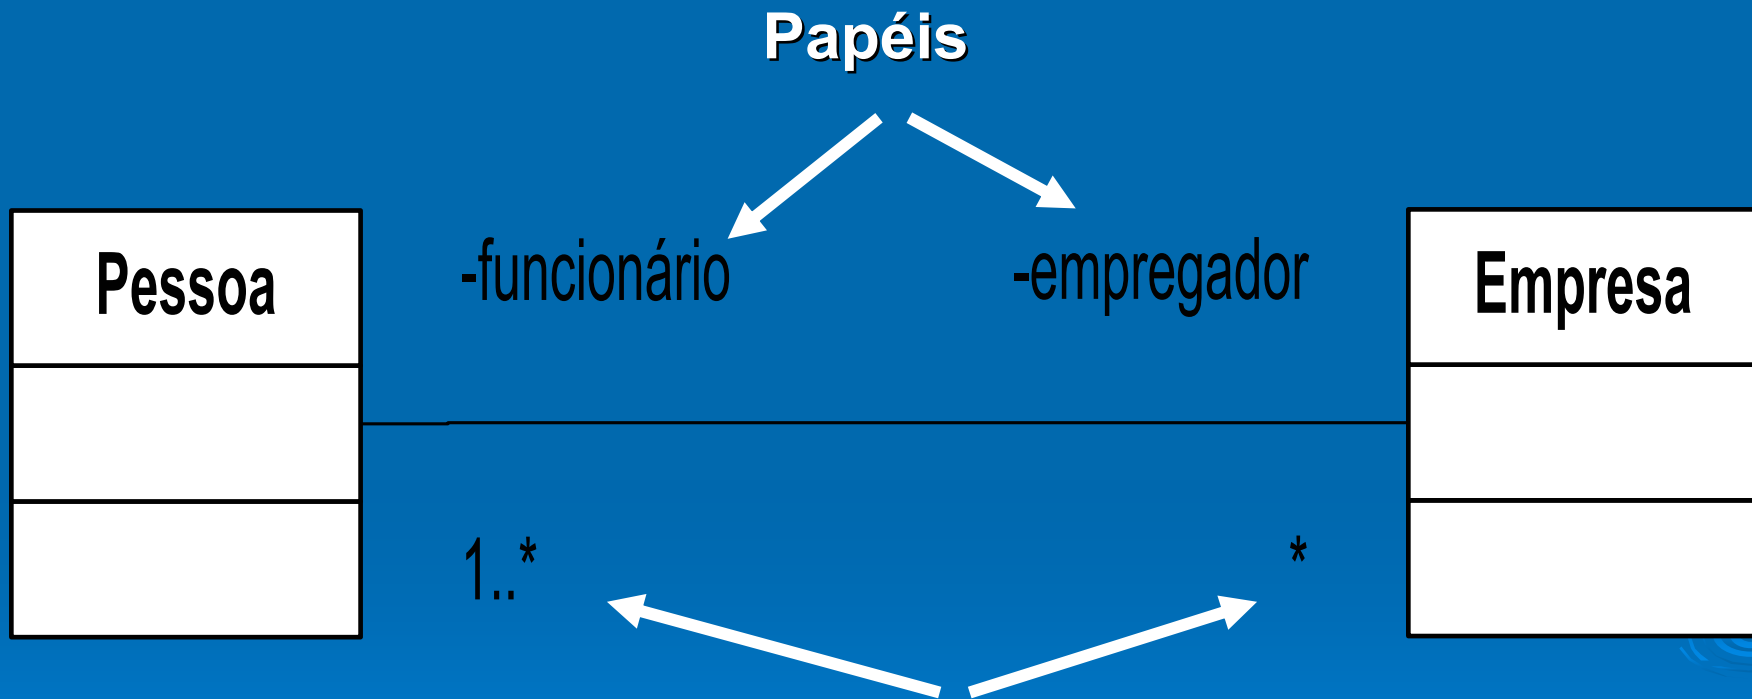 Papéis
Pessoa
-funcionário
-empregador
Empresa
1..*
*